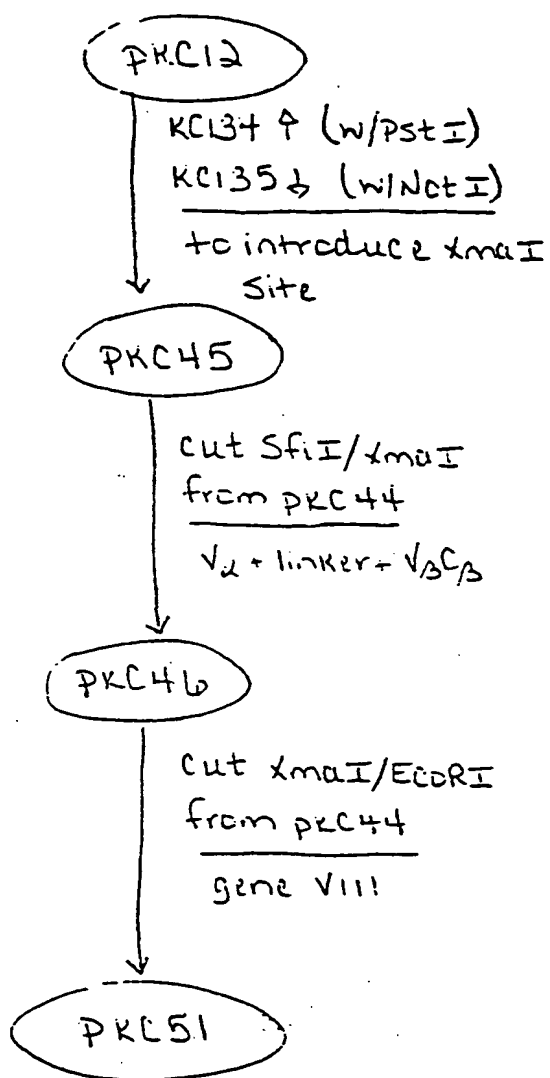 pKC12
KC134 ↑ (w/PstI)
KC135 ↓ (w/NotI)
to introduce XmaI
site
pKC45
cut SfiI/XmaI
from pKC44
Vα + linker + VβCβ
pKC46
cut XmaI/EcoRI
from pKC44
gene VIII
pKC51